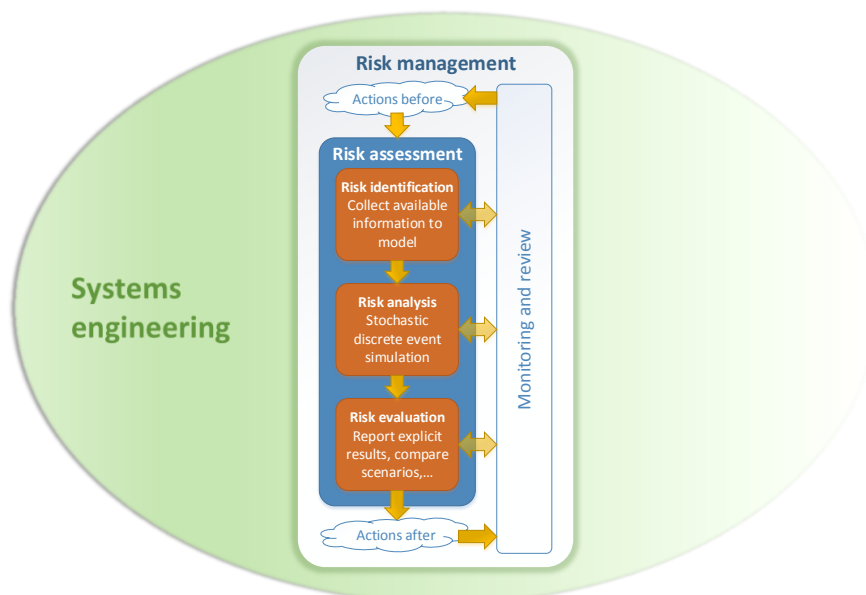 Risk management
Actions before
Risk assessment
Risk identification
Collect available
information to
model
Risk analysis
Stochastic
discrete event
simulation
Risk evaluation
Report explicit
results, compare
scenarios,...
Actions after
Monitoring and review
Systems
engineering